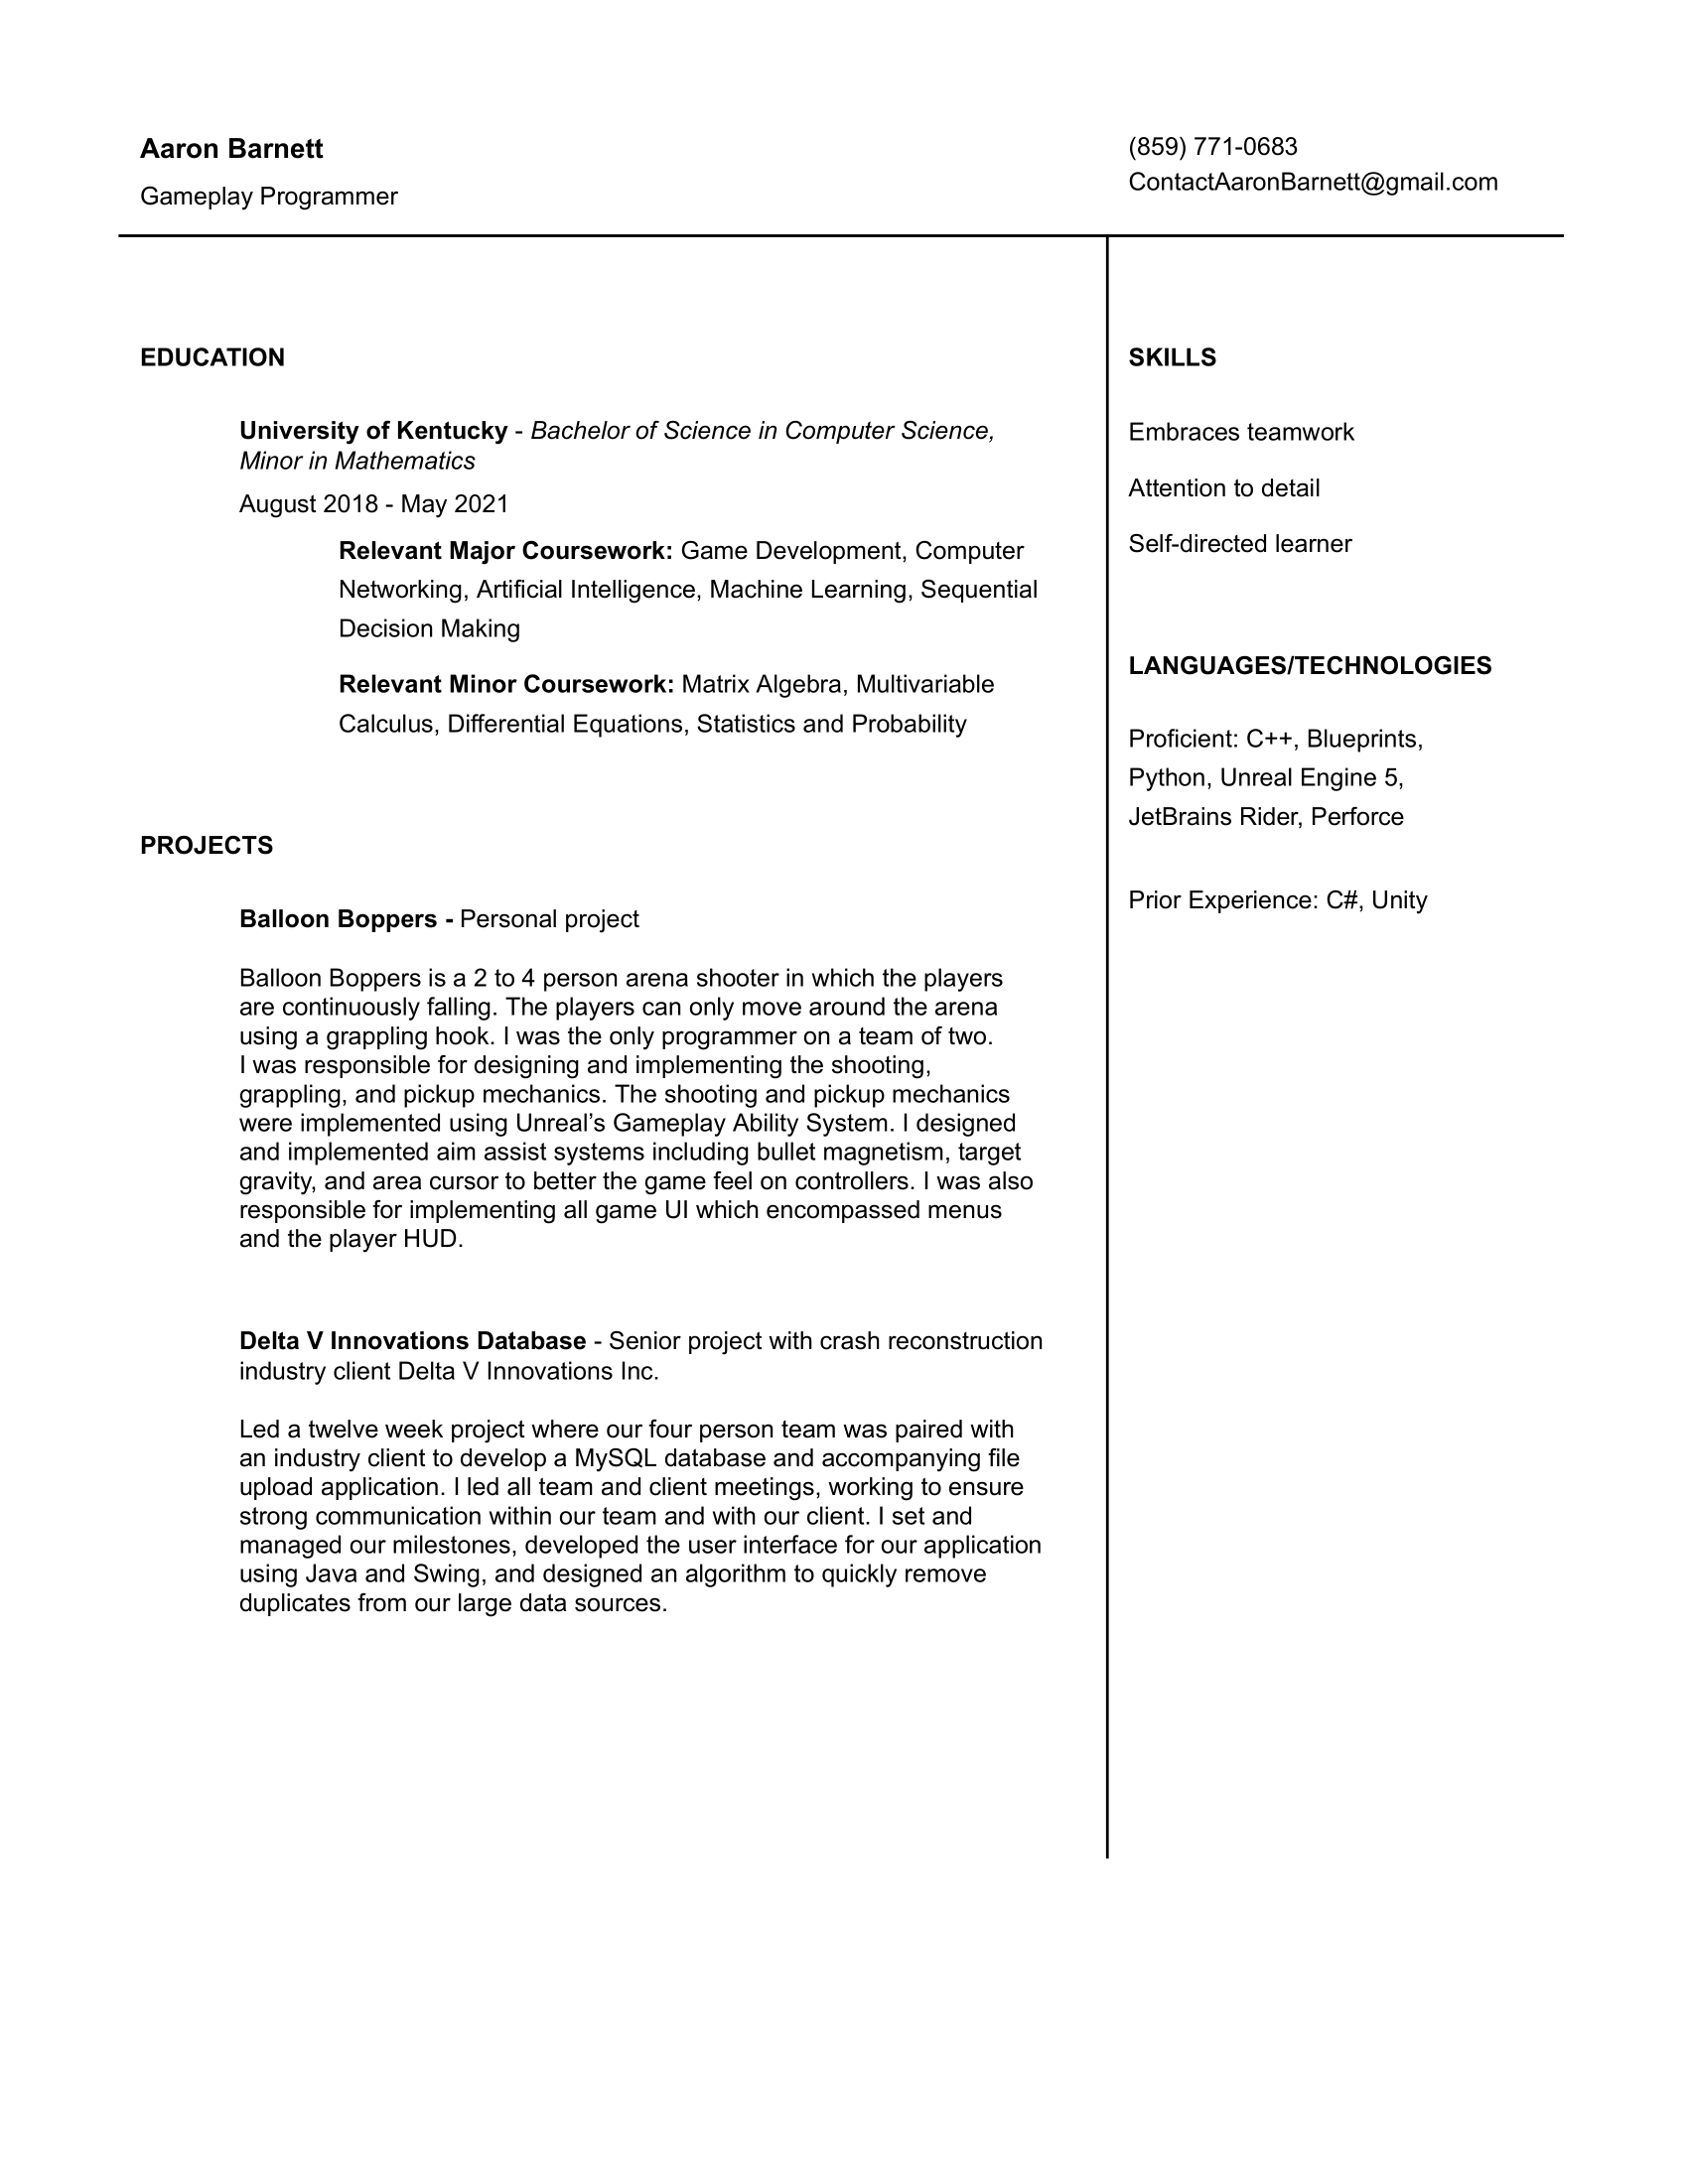 Aaron Barnett
Gameplay Programmer
(859) 771-0683
ContactAaronBarnett@gmail.com
EDUCATION
University of Kentucky - Bachelor of Science in Computer Science,
Minor in Mathematics
August 2018 - May 2021
Relevant Major Coursework: Game Development, Computer
Networking, Artificial Intelligence, Machine Learning, Sequential
Decision Making
Relevant Minor Coursework: Matrix Algebra, Multivariable
Calculus, Differential Equations, Statistics and Probability
PROJECTS
Balloon Boppers - Personal project
Balloon Boppers is a 2 to 4 person arena shooter in which the players
are continuously falling. The players can only move around the arena
using a grappling hook. I was the only programmer on a team of two.
I was responsible for designing and implementing the shooting,
grappling, and pickup mechanics. The shooting and pickup mechanics
were implemented using Unreal’s Gameplay Ability System. I designed
and implemented aim assist systems including bullet magnetism, target
gravity, and area cursor to better the game feel on controllers. I was also
responsible for implementing all game UI which encompassed menus
and the player HUD.
Delta V Innovations Database - Senior project with crash reconstruction
industry client Delta V Innovations Inc.
Led a twelve week project where our four person team was paired with
an industry client to develop a MySQL database and accompanying file
upload application. I led all team and client meetings, working to ensure
strong communication within our team and with our client. I set and
managed our milestones, developed the user interface for our application
using Java and Swing, and designed an algorithm to quickly remove
duplicates from our large data sources.
SKILLS
Embraces teamwork
Attention to detail
Self-directed learner
LANGUAGES/TECHNOLOGIES
Proficient: C++, Blueprints,
Python, Unreal Engine 5,
JetBrains Rider, Perforce
Prior Experience: C#, Unity